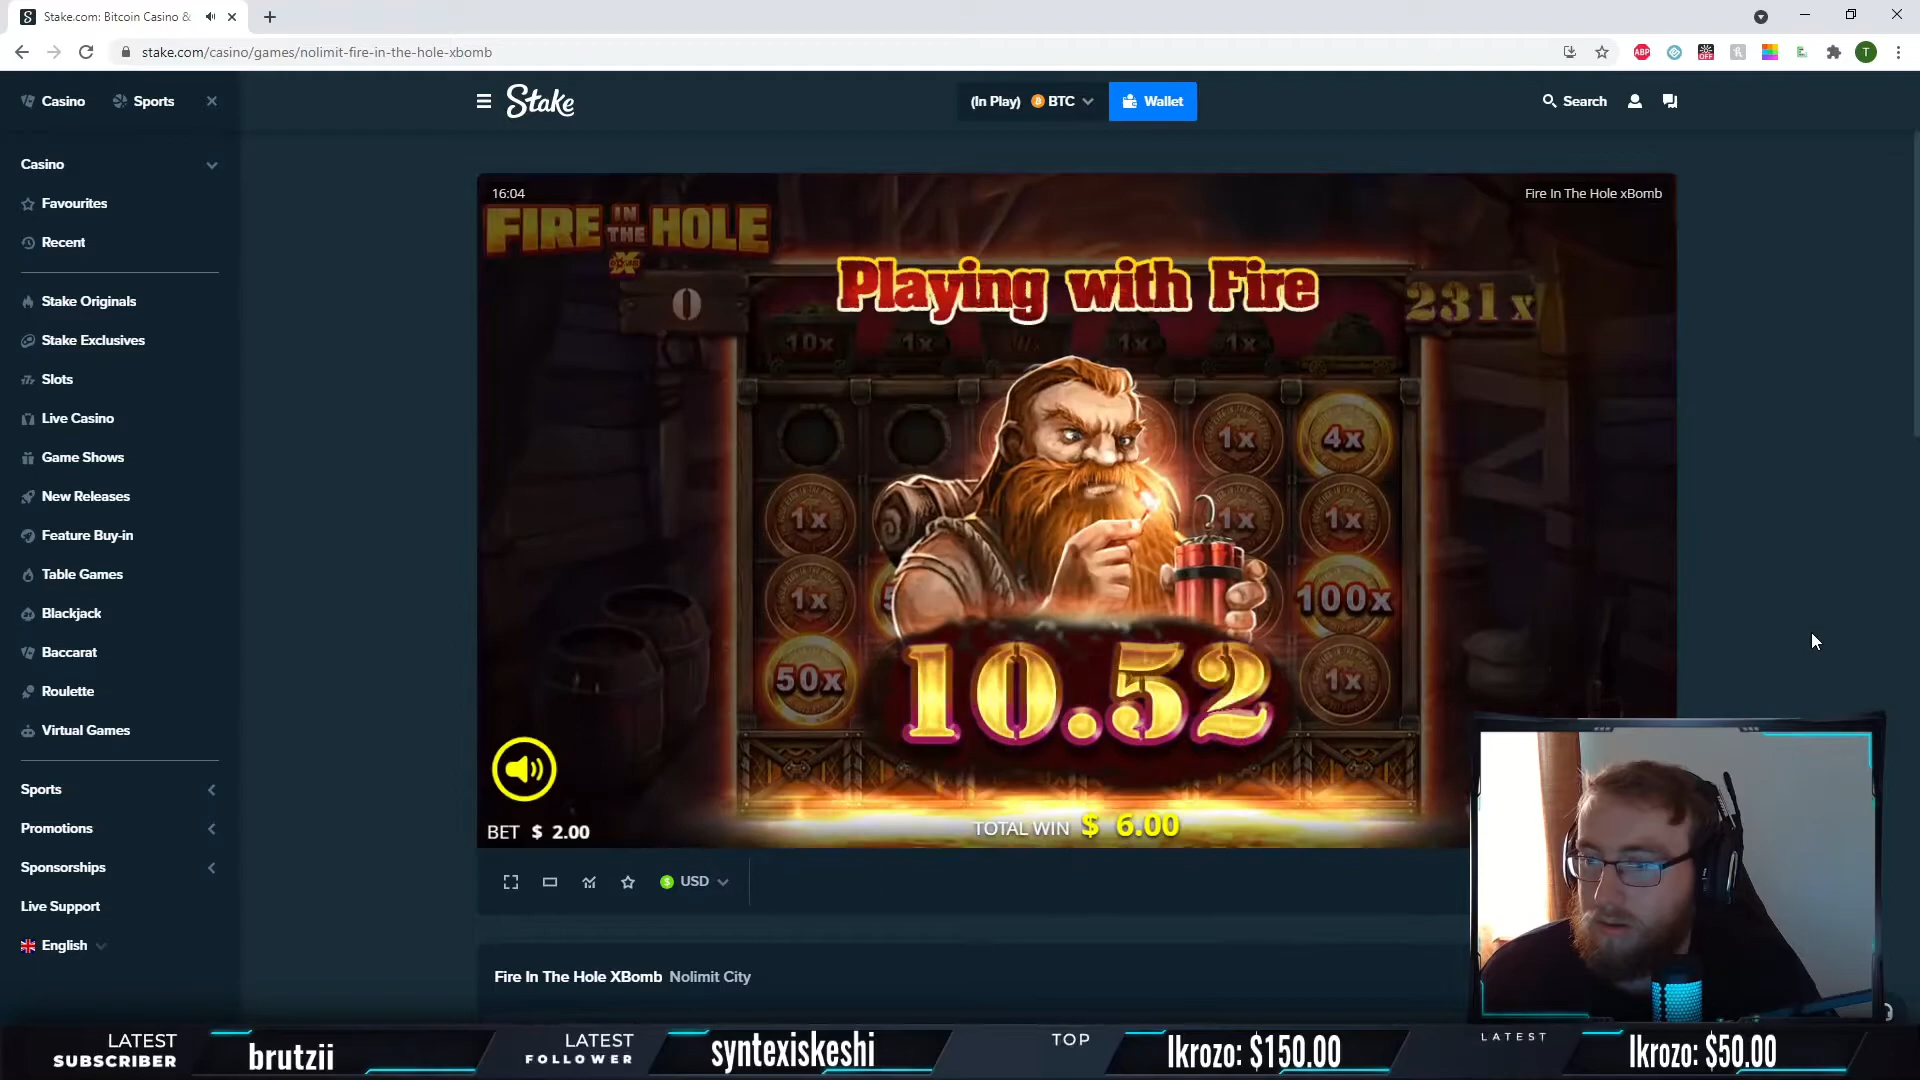 Stake.com: Bitcoin Casino &
stake.com/casino/games/nolimit-fire-in-the-hole-xbomb
ABP
OFF
T
Casino
Sports
Stake
(In Play) BTC
Wallet
Search
Casino
Favourites
Recent
Stake Originals
Stake Exclusives
Slots
Live Casino
Game Shows
New Releases
Feature Buy-in
Table Games
Blackjack
Baccarat
Roulette
Virtual Games
Sports
Promotions
Sponsorships
Live Support
English
16:04
Fire In The Hole xBomb
FIRE IN THE HOLE
Playing with Fire
0
231x
10x 1x 1x 1x
1x 4x
1x 1x 1x
1x 5 100x
50x 1x
10.52
BET $ 2.00
TOTAL WIN $ 6.00
USD
Fire In The Hole XBomb Nolimit City
LATEST SUBSCRIBER
brutzii
LATEST FOLLOWER
syntexiskeshi
TOP
lkrozo: $150.00
LATEST
lkrozo: $50.00